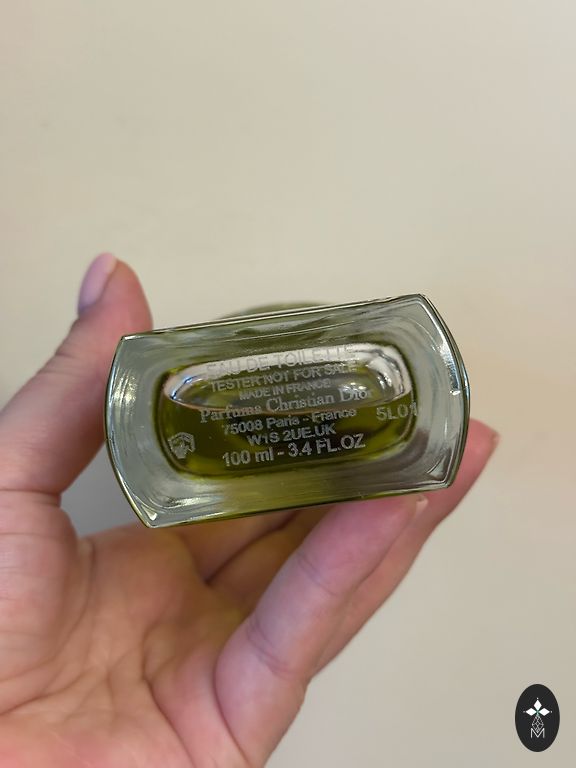 EAU DE TOILETTE
TESTER NOT FOR SALE
MADE IN FRANCE
Parfums Christian Dior
75008 Paris - France
5L01
W1S 2UE.UK
100 ml - 3.4 FL.OZ
M